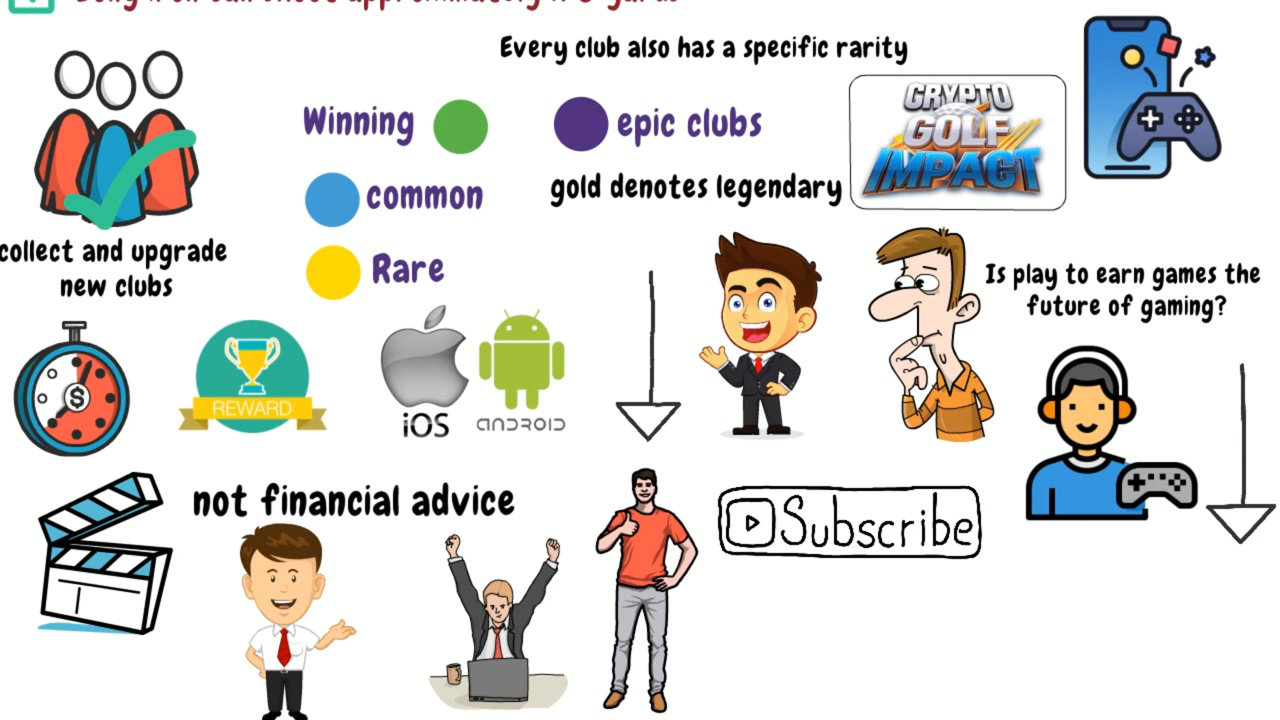 Every club also has a specific rarity
Winning
epic clubs
common
gold denotes legendary
Rare
CRYPTO
GOLF
IMPACT
collect and upgrade
new clubs
Is play to earn games the
future of gaming?
$
REWARD
iOS
ANDROID
not financial advice
Subscribe